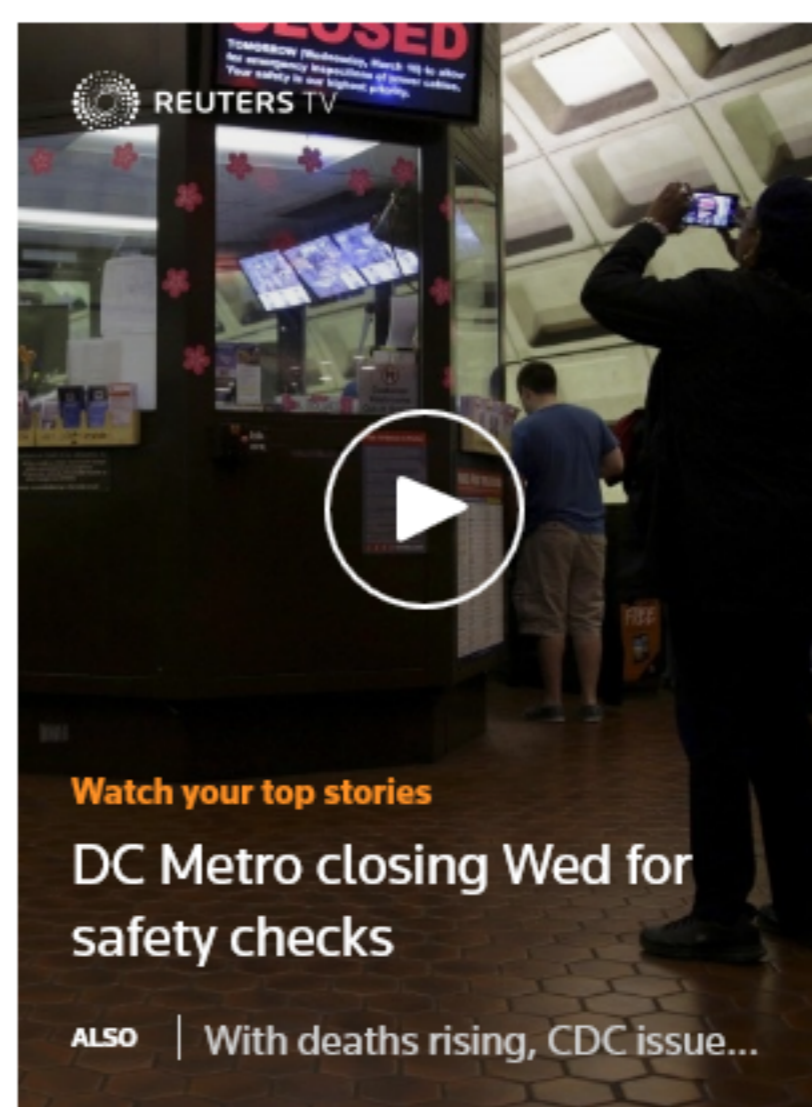 CLOSED
TOMORROW (Wednesday, March 16) to allow
for emergency inspections of power cables.
Your safety is our highest priority.
REUTERS TV
FREE
Watch your top stories
DC Metro closing Wed for
safety checks
ALSO | With deaths rising, CDC issue...